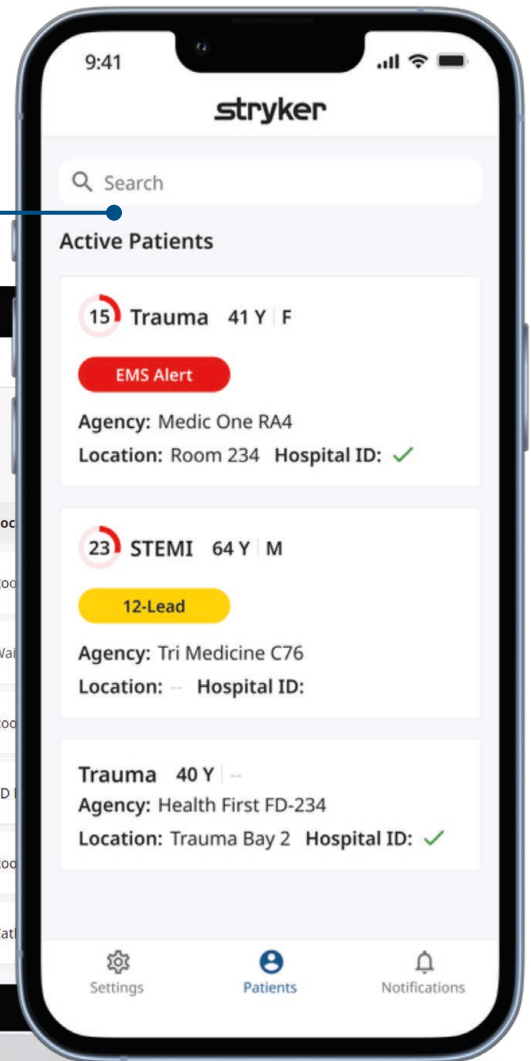 9:41
stryker
Search
Active Patients
15 Trauma 41 Y F
EMS Alert
Agency: Medic One RA4
Location: Room 234 Hospital ID: ✓
23 STEMI 64 Y M
12-Lead
Agency: Tri Medicine C76
Location: -- Hospital ID:
Trauma 40 Y --
Agency: Health First FD-234
Location: Trauma Bay 2 Hospital ID: ✓
Settings Patients Notifications